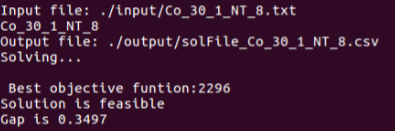 Input file: ./input/Co_30_1_NT_8.txt
Co_30_1_NT_8
Output file: ./output/solFile_Co_30_1_NT_8.csv
Solving...
Best objective funtion:2296
Solution is feasible
Gap is 0.3497